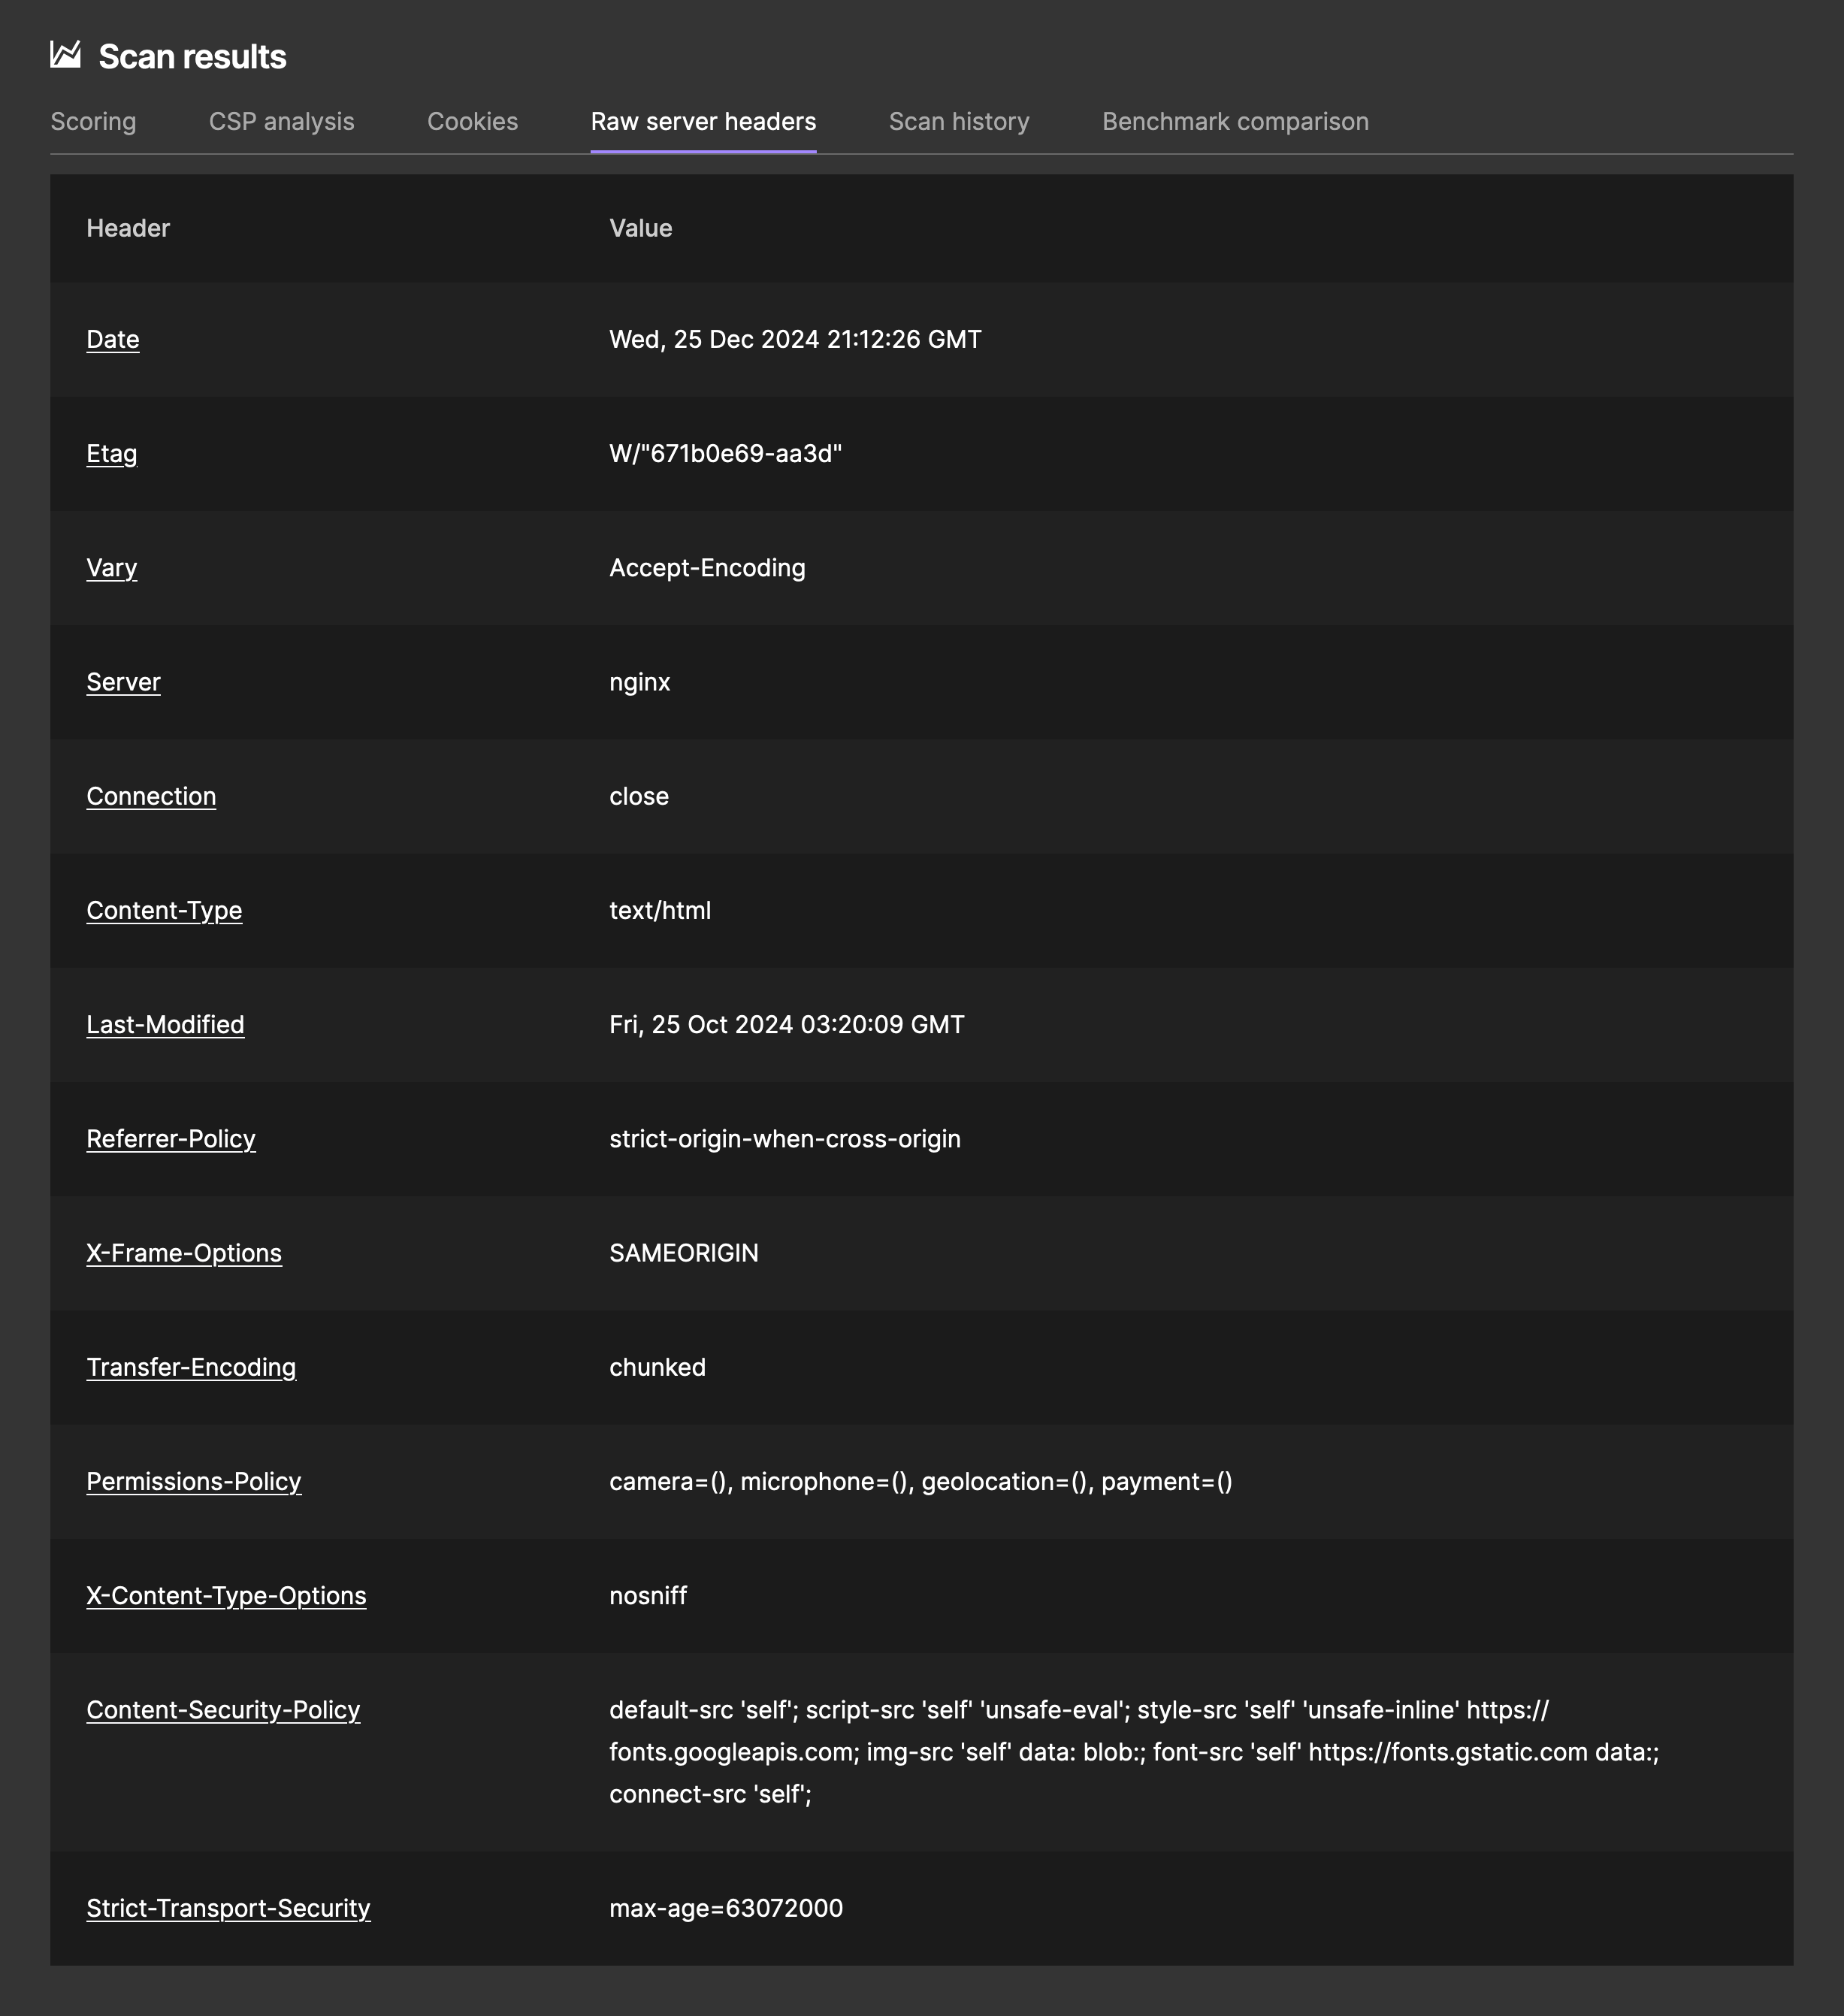 Scan results
Scoring CSP analysis Cookies Raw server headers Scan history Benchmark comparison
Header Value
Date Wed, 25 Dec 2024 21:12:26 GMT
Etag W/"671b0e69-aa3d"
Vary Accept-Encoding
Server nginx
Connection close
Content-Type text/html
Last-Modified Fri, 25 Oct 2024 03:20:09 GMT
Referrer-Policy strict-origin-when-cross-origin
X-Frame-Options SAMEORIGIN
Transfer-Encoding chunked
Permissions-Policy camera=(), microphone=(), geolocation=(), payment=()
X-Content-Type-Options nosniff
Content-Security-Policy default-src 'self'; script-src 'self' 'unsafe-eval'; style-src 'self' 'unsafe-inline' https://
fonts.googleapis.com; img-src 'self' data: blob:; font-src 'self' https://fonts.gstatic.com data:;
connect-src 'self';
Strict-Transport-Security max-age=63072000